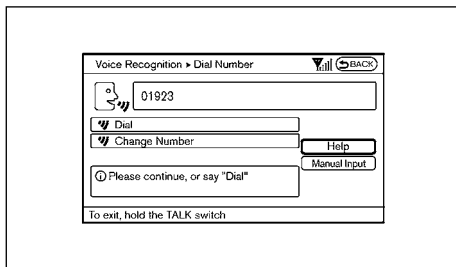 Voice Recognition ▸ Dial Number
BACK
01923
Dial
Change Number
Help
Manual Input
Please continue, or say "Dial"
To exit, hold the TALK switch